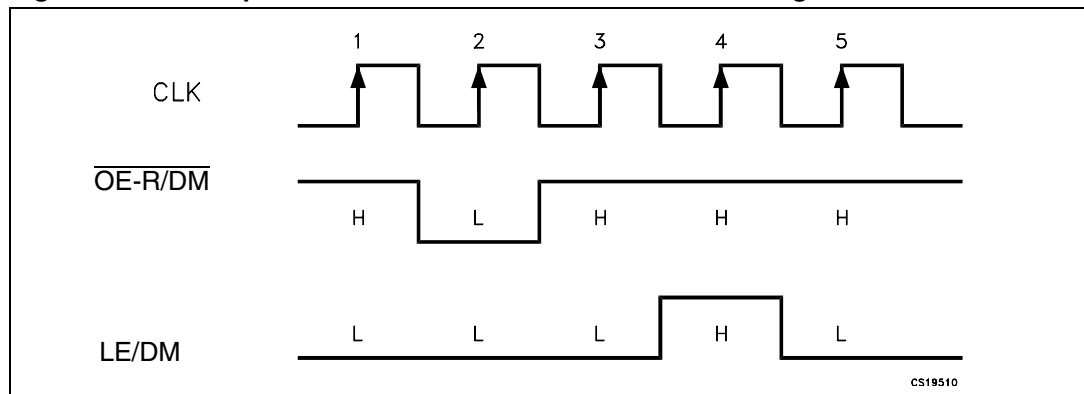 1 2 3 4 5
CLK
OE-R/DM
H L H H H
L L L H L
LE/DM
CS19510